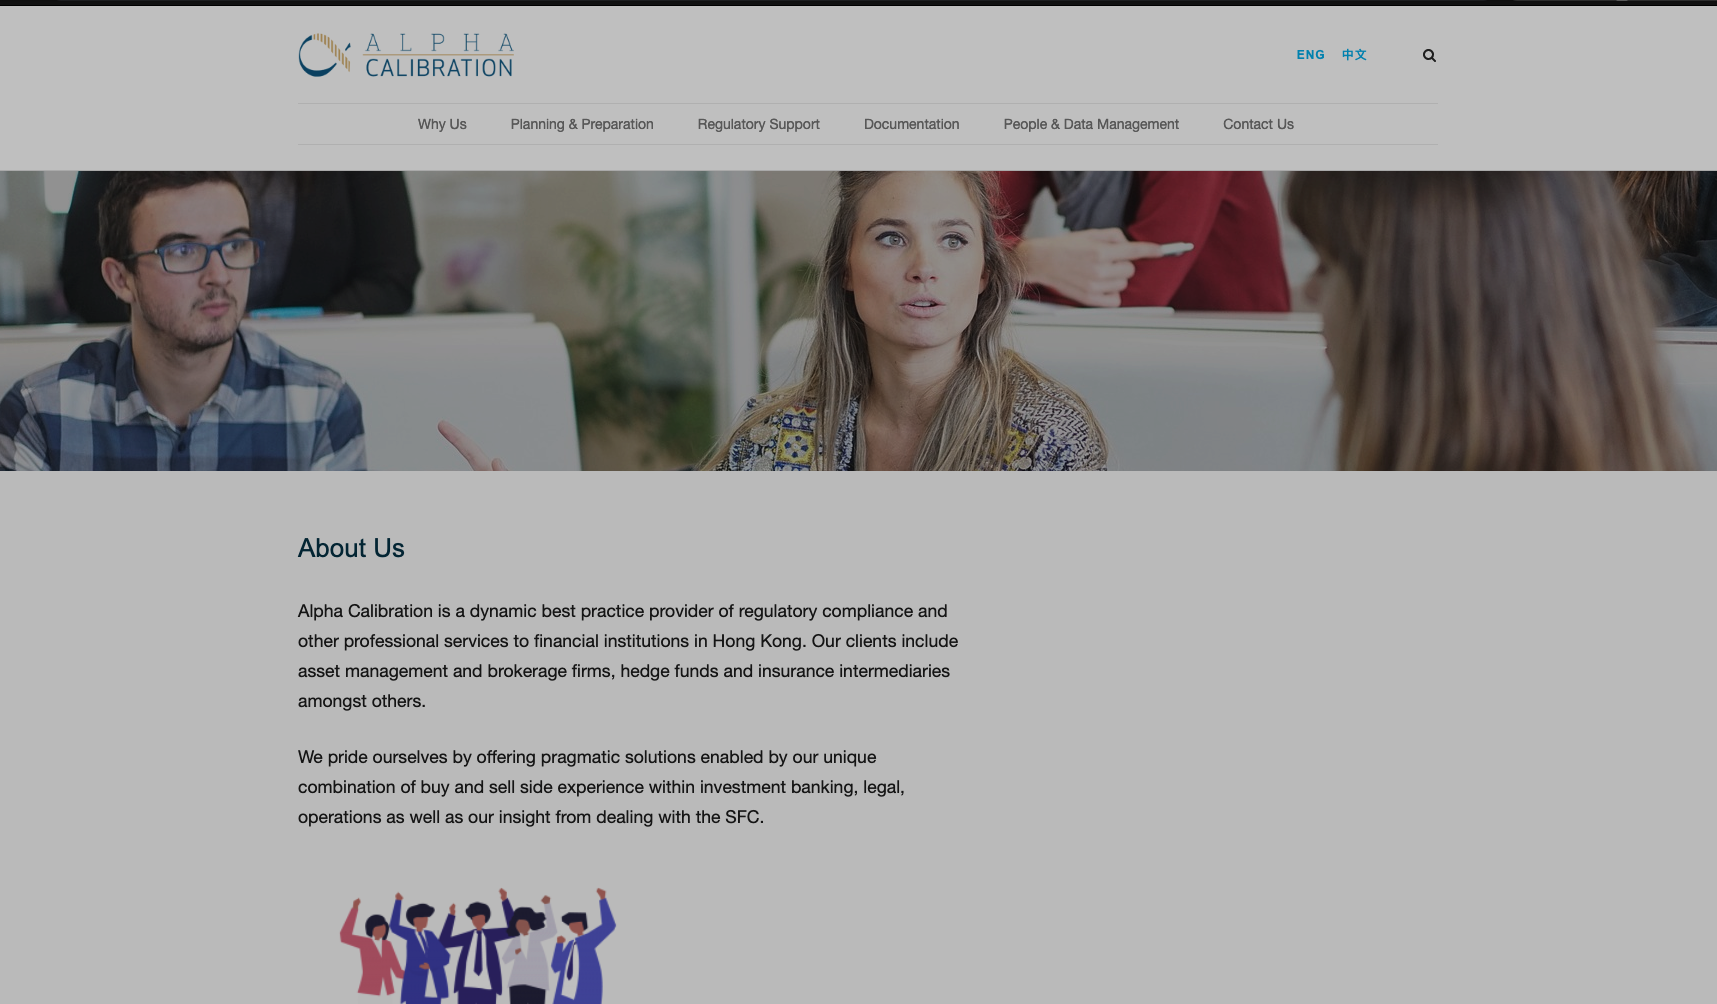 ALPHA
CALIBRATION
ENG 中文
Why Us Planning & Preparation Regulatory Support Documentation People & Data Management Contact Us
About Us
Alpha Calibration is a dynamic best practice provider of regulatory compliance and
other professional services to financial institutions in Hong Kong. Our clients include
asset management and brokerage firms, hedge funds and insurance intermediaries
amongst others.
We pride ourselves by offering pragmatic solutions enabled by our unique
combination of buy and sell side experience within investment banking, legal,
operations as well as our insight from dealing with the SFC.